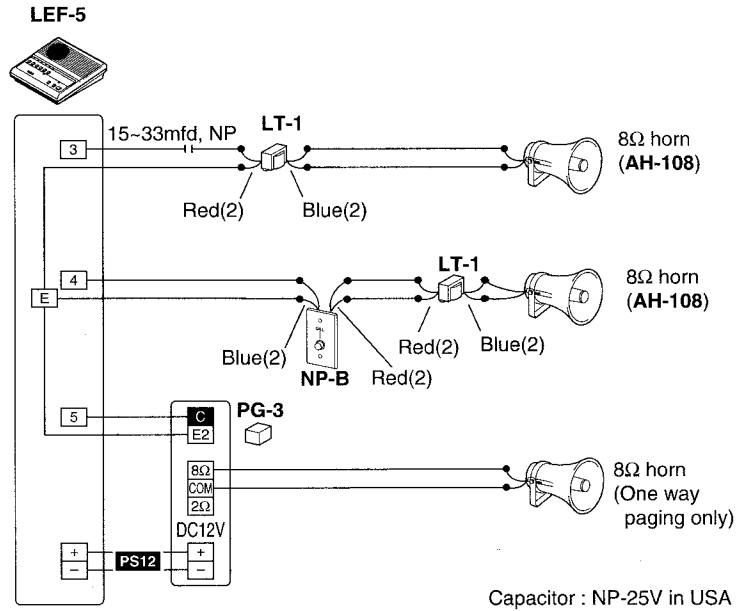 LEF-5
3
15~33mfd, NP
LT-1
8Ω horn
(AH-108)
Red(2)
Blue(2)
4
E
LT-1
8Ω horn
(AH-108)
CALL
Blue(2)
NP-B
Red(2)
Red(2)
Blue(2)
5
C
E2
PG-3
8Ω
COM
2Ω
8Ω horn
(One way
paging only)
DC12V
+
PS12
+
−
−
Capacitor : NP-25V in USA